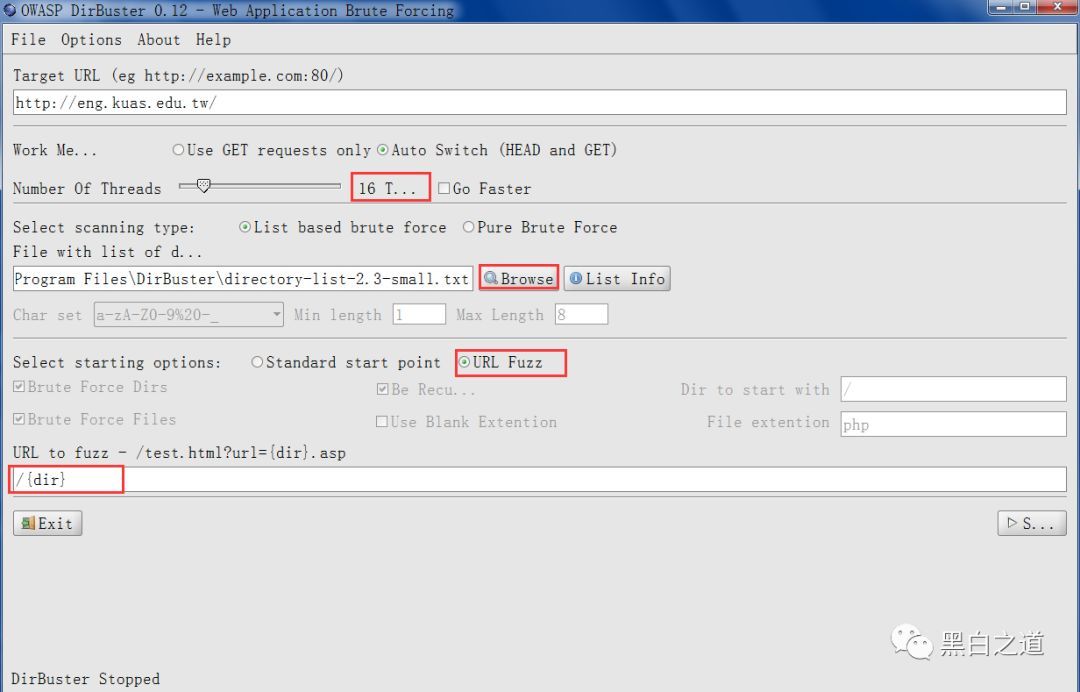 OWASP DirBuster 0.12 - Web Application Brute Forcing
File Options About Help
Target URL (eg http://example.com:80/)
http://eng.kuas.edu.tw/
Work Me... Use GET requests only Auto Switch (HEAD and GET)
Number Of Threads 16 T... Go Faster
Select scanning type: List based brute force Pure Brute Force
File with list of d...
Program Files\DirBuster\directory-list-2.3-small.txt Browse List Info
Char set a-zA-Z0-9%20-_ Min length 1 Max Length 8
Select starting options: Standard start point URL Fuzz
Brute Force Dirs Be Recu... Dir to start with /
Brute Force Files Use Blank Extention File extention php
URL to fuzz - /test.html?url={dir}.asp
/{dir}
Exit S...
黑白之道
DirBuster Stopped